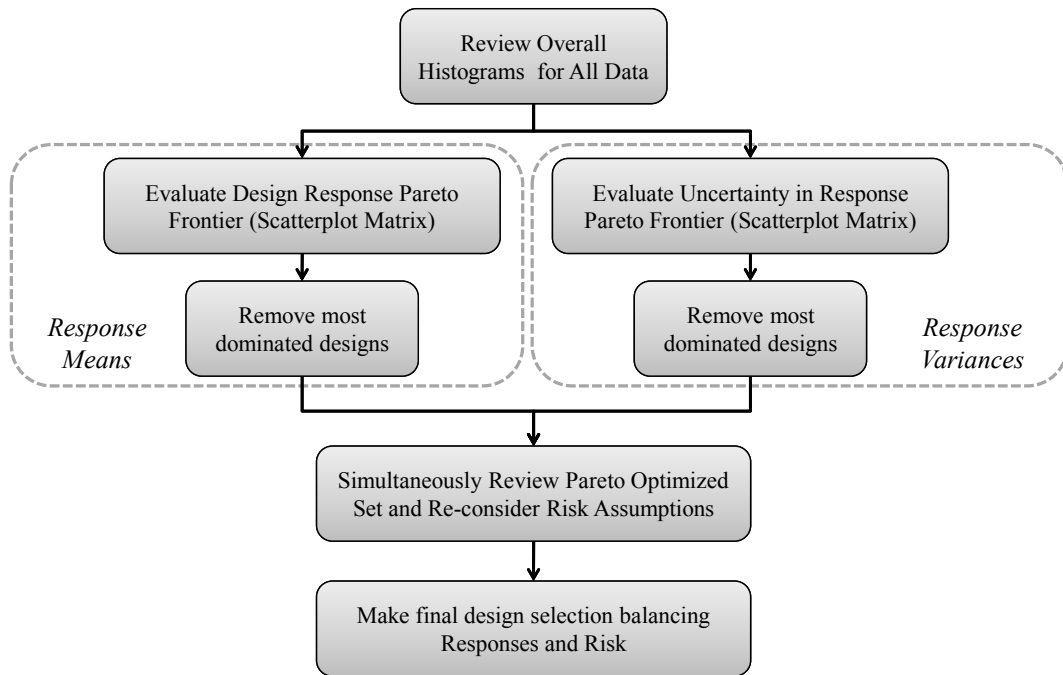 Review Overall
Histograms for All Data
Evaluate Design Response Pareto
Frontier (Scatterplot Matrix)
Evaluate Uncertainty in Response
Pareto Frontier (Scatterplot Matrix)
Remove most
dominated designs
Response
Means
Remove most
dominated designs
Response
Variances
Simultaneously Review Pareto Optimized
Set and Re-consider Risk Assumptions
Make final design selection balancing
Responses and Risk